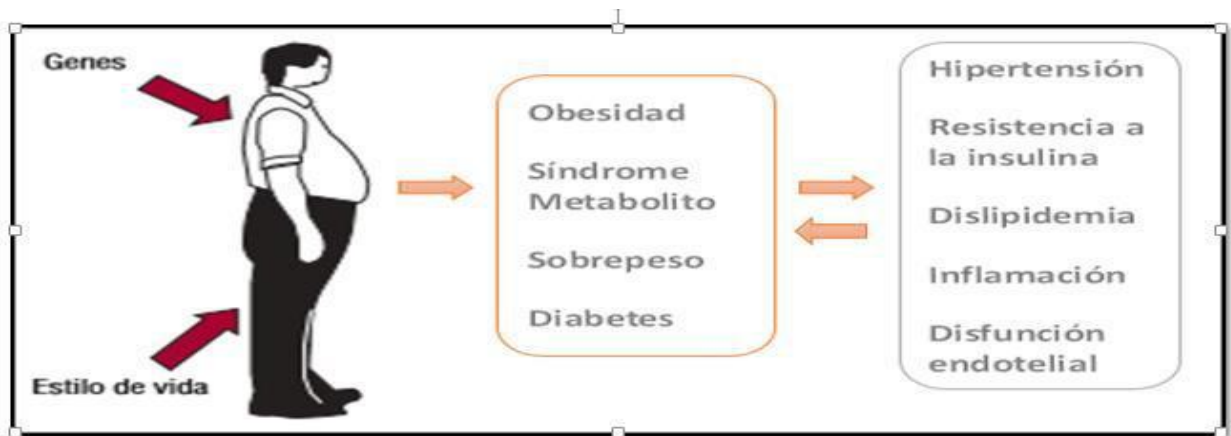 Genes
Estilo de vida
Obesidad
Síndrome
Metabolito
Sobrepeso
Diabetes
Hipertensión
Resistencia a
la insulina
Dislipidemia
Inflamación
Disfunción
endotelial